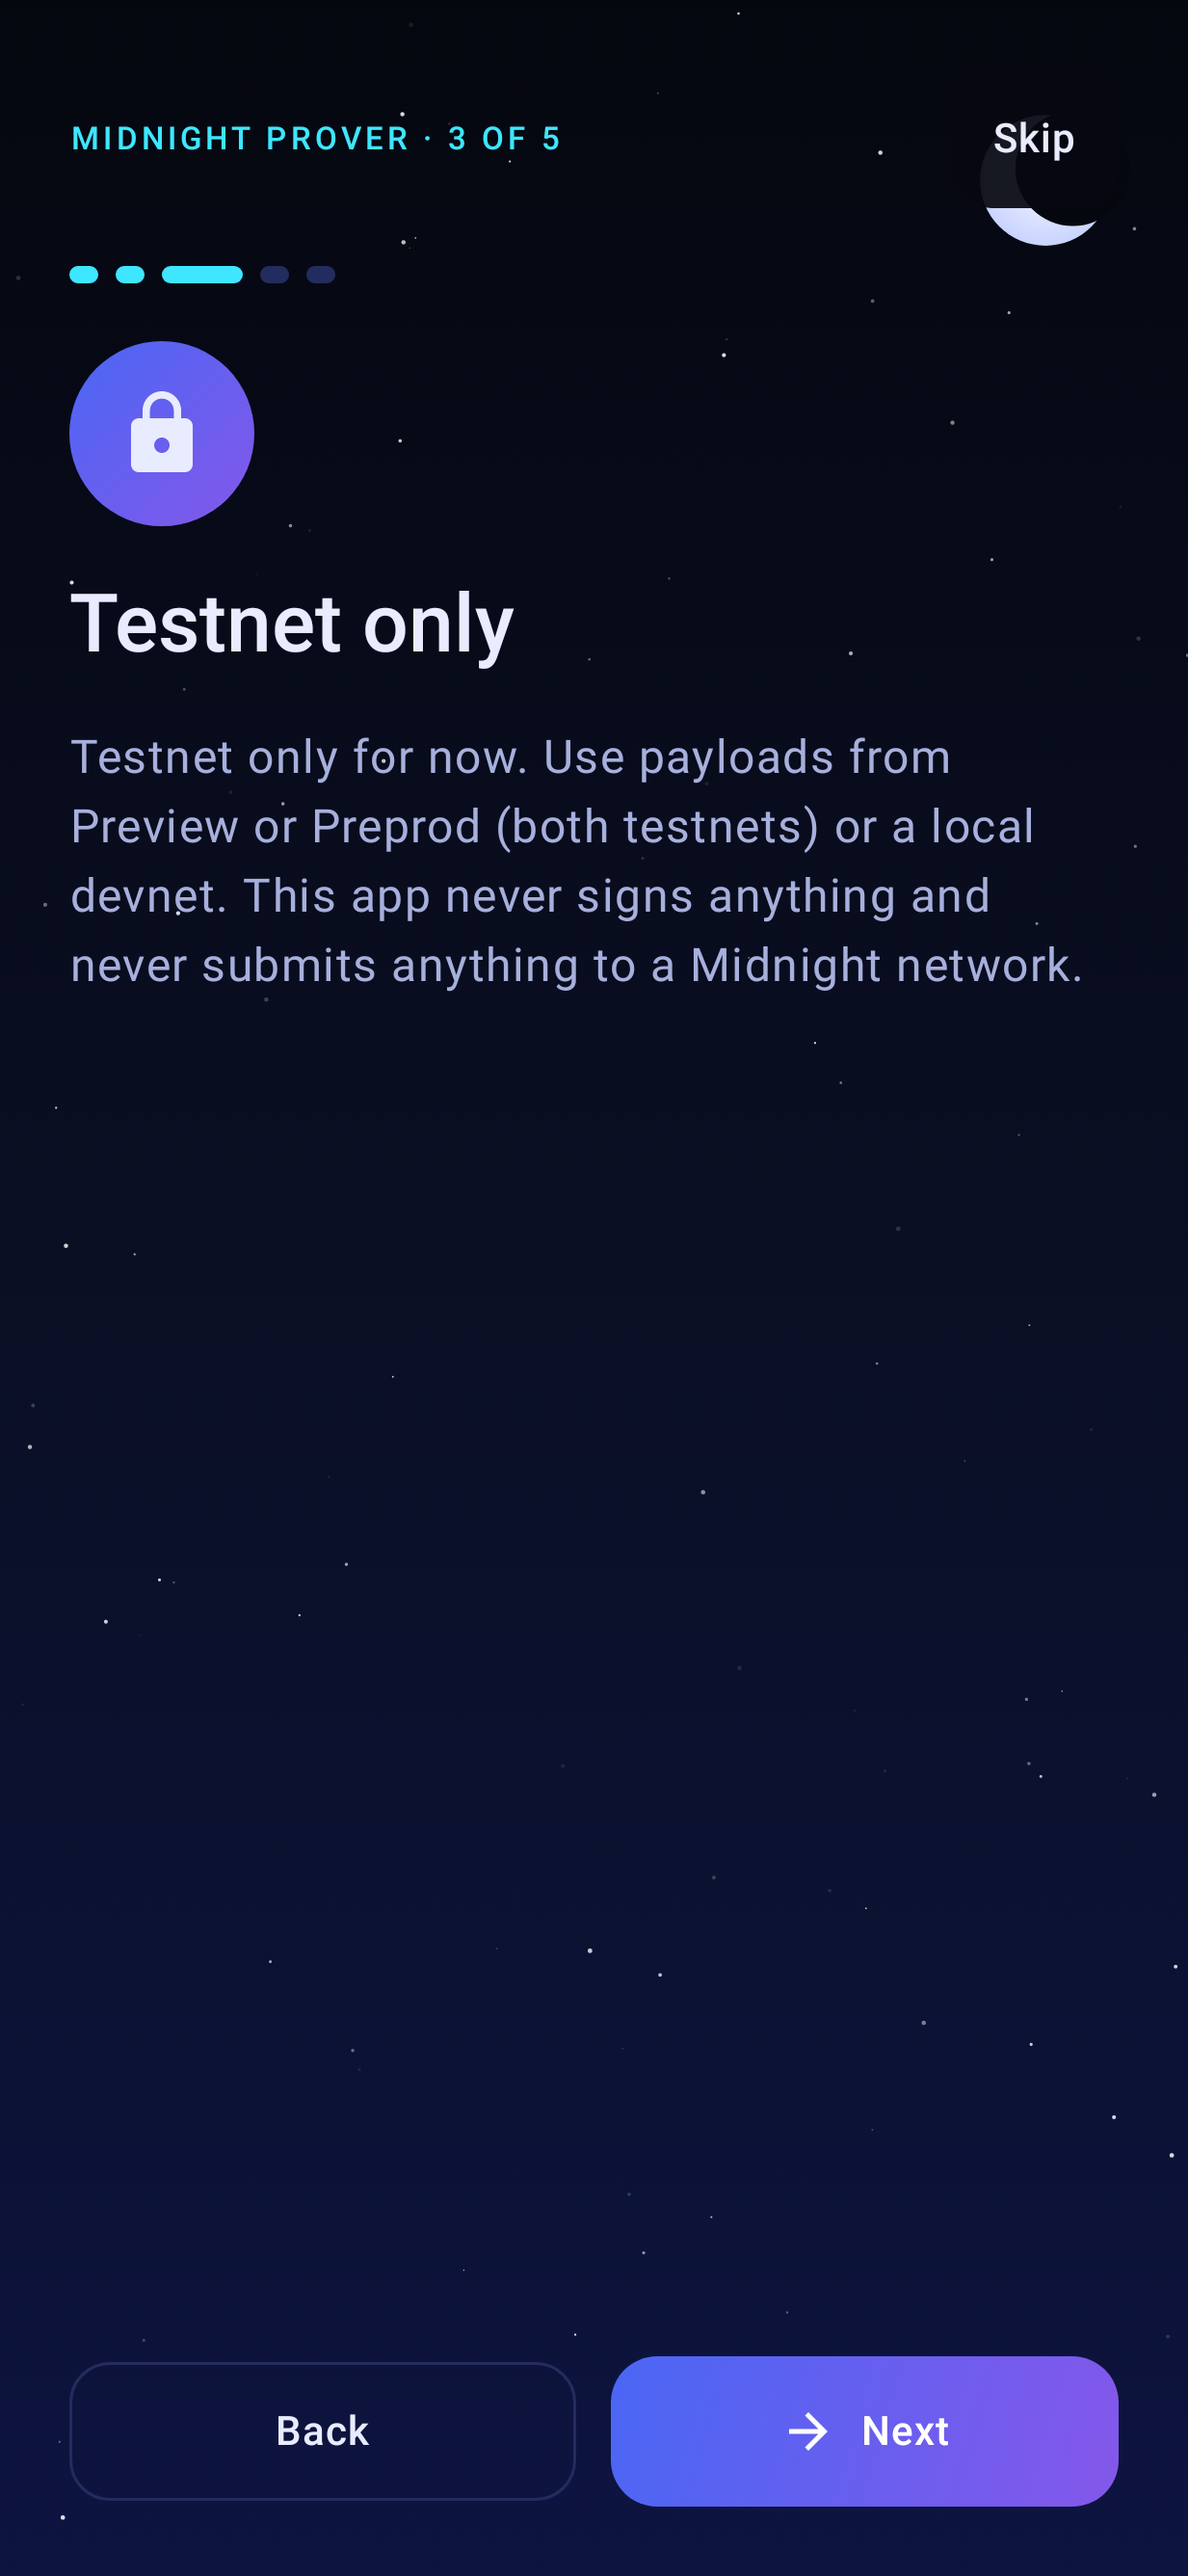 MIDNIGHT PROVER · 3 OF 5
Skip
Testnet only
Testnet only for now. Use payloads from
Preview or Preprod (both testnets) or a local
devnet. This app never signs anything and
never submits anything to a Midnight network.
Back
Next